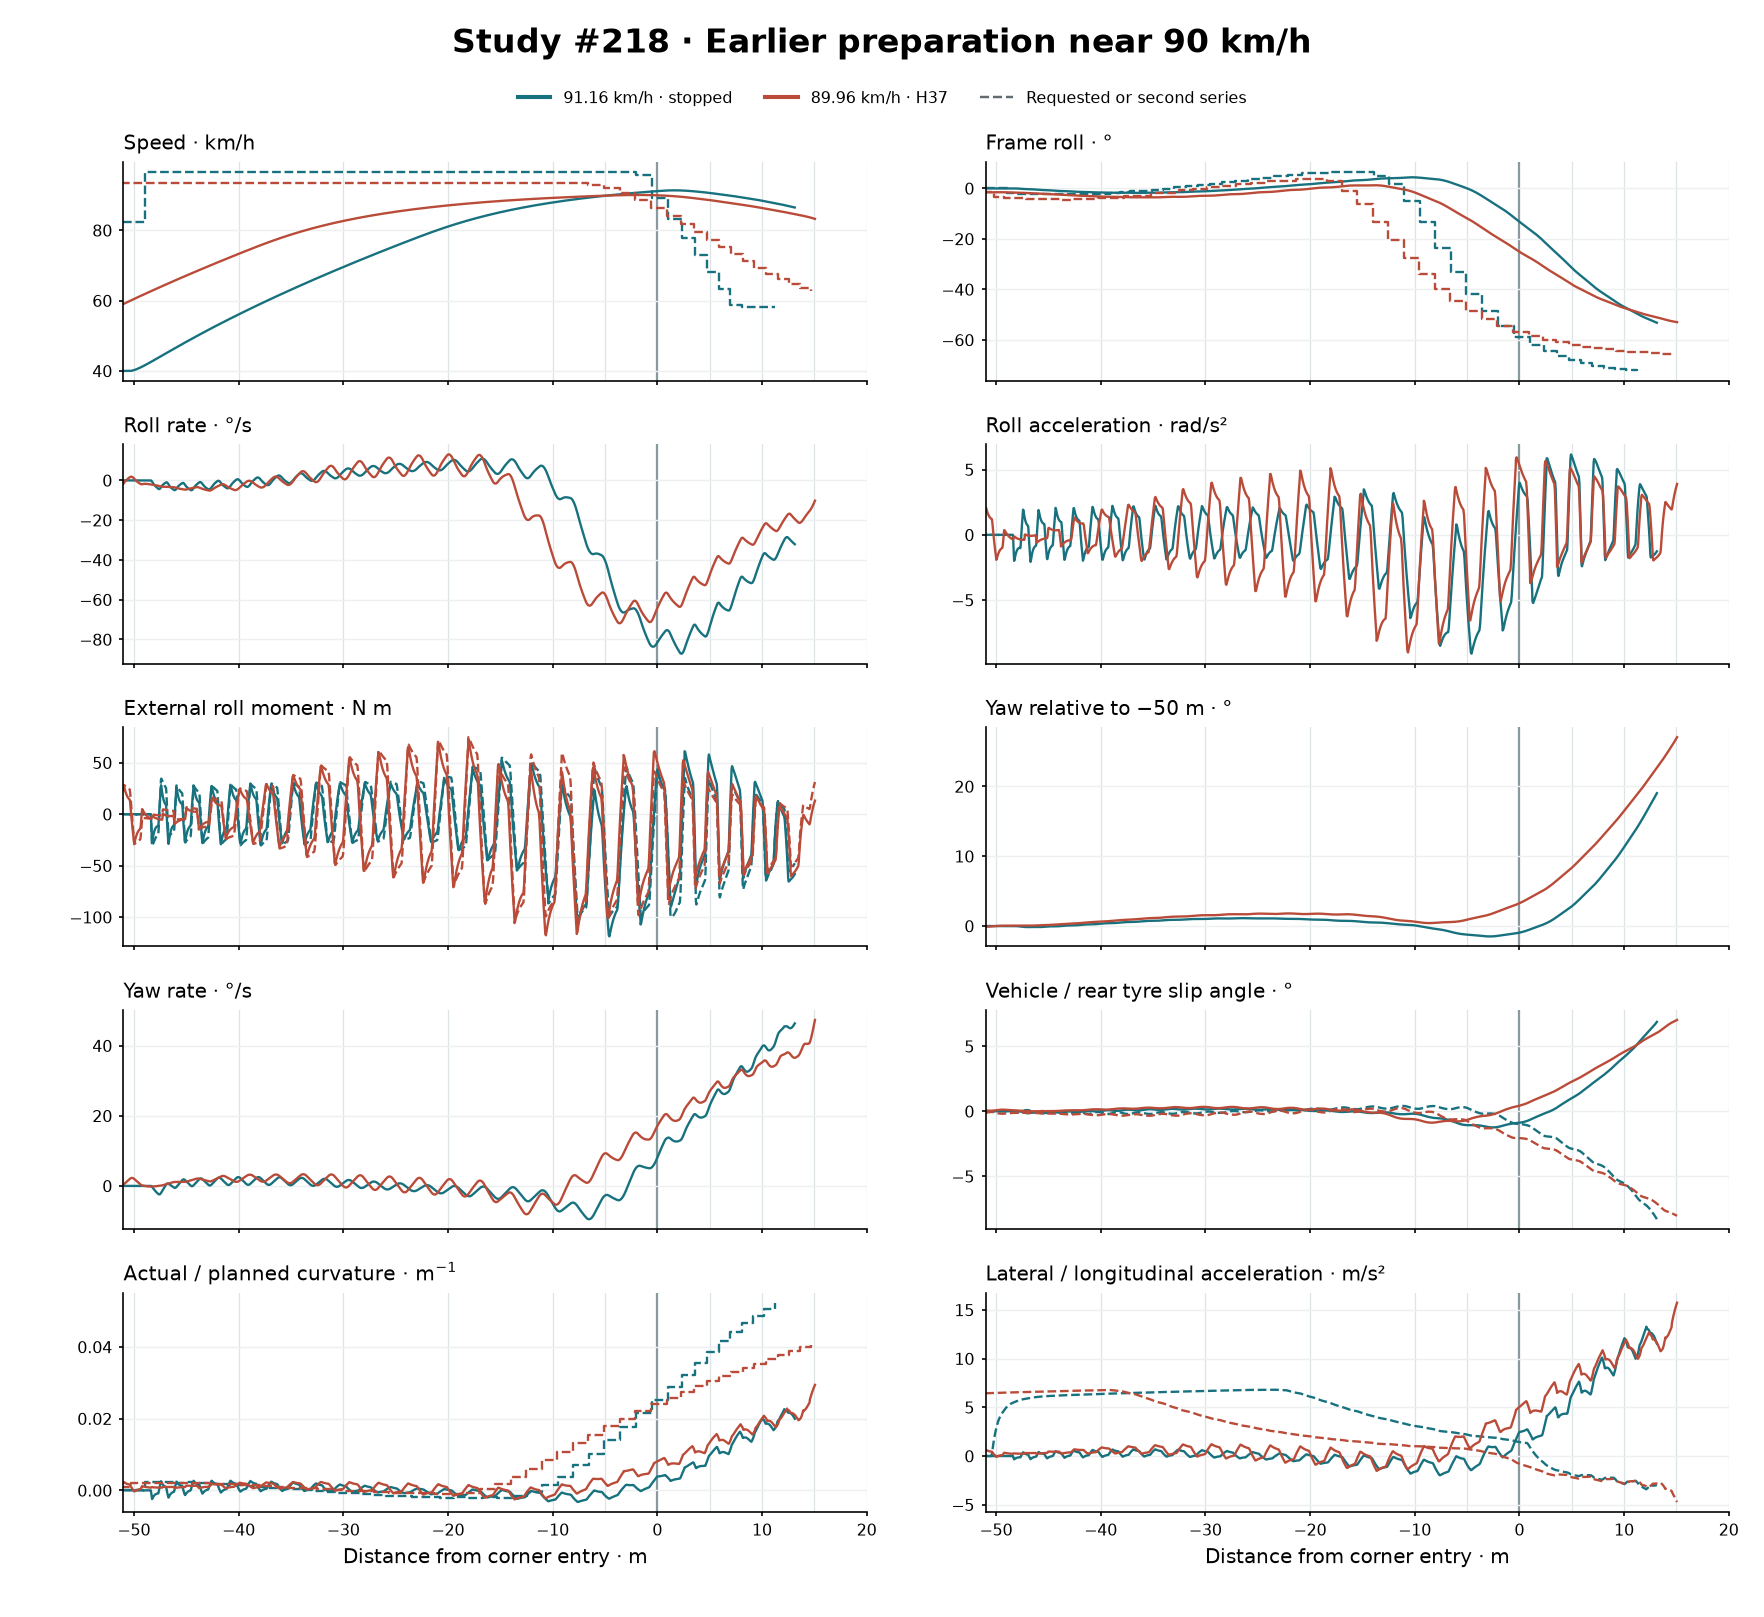 Study #218 · Earlier preparation near 90 km/h
91.16 km/h · stopped
89.96 km/h · H37
Requested or second series
Speed · km/h
80
60
40
Frame roll · °
0
−20
−40
−60
Roll rate · °/s
0
−20
−40
−60
−80
Roll acceleration · rad/s²
5
0
−5
External roll moment · N m
50
0
−50
−100
Yaw relative to −50 m · °
20
10
0
Yaw rate · °/s
40
20
0
Vehicle / rear tyre slip angle · °
5
0
−5
Actual / planned curvature · m⁻¹
0.04
0.02
0.00
−50 −40 −30 −20 −10 0 10 20
Distance from corner entry · m
Lateral / longitudinal acceleration · m/s²
15
10
5
0
−5
−50 −40 −30 −20 −10 0 10 20
Distance from corner entry · m